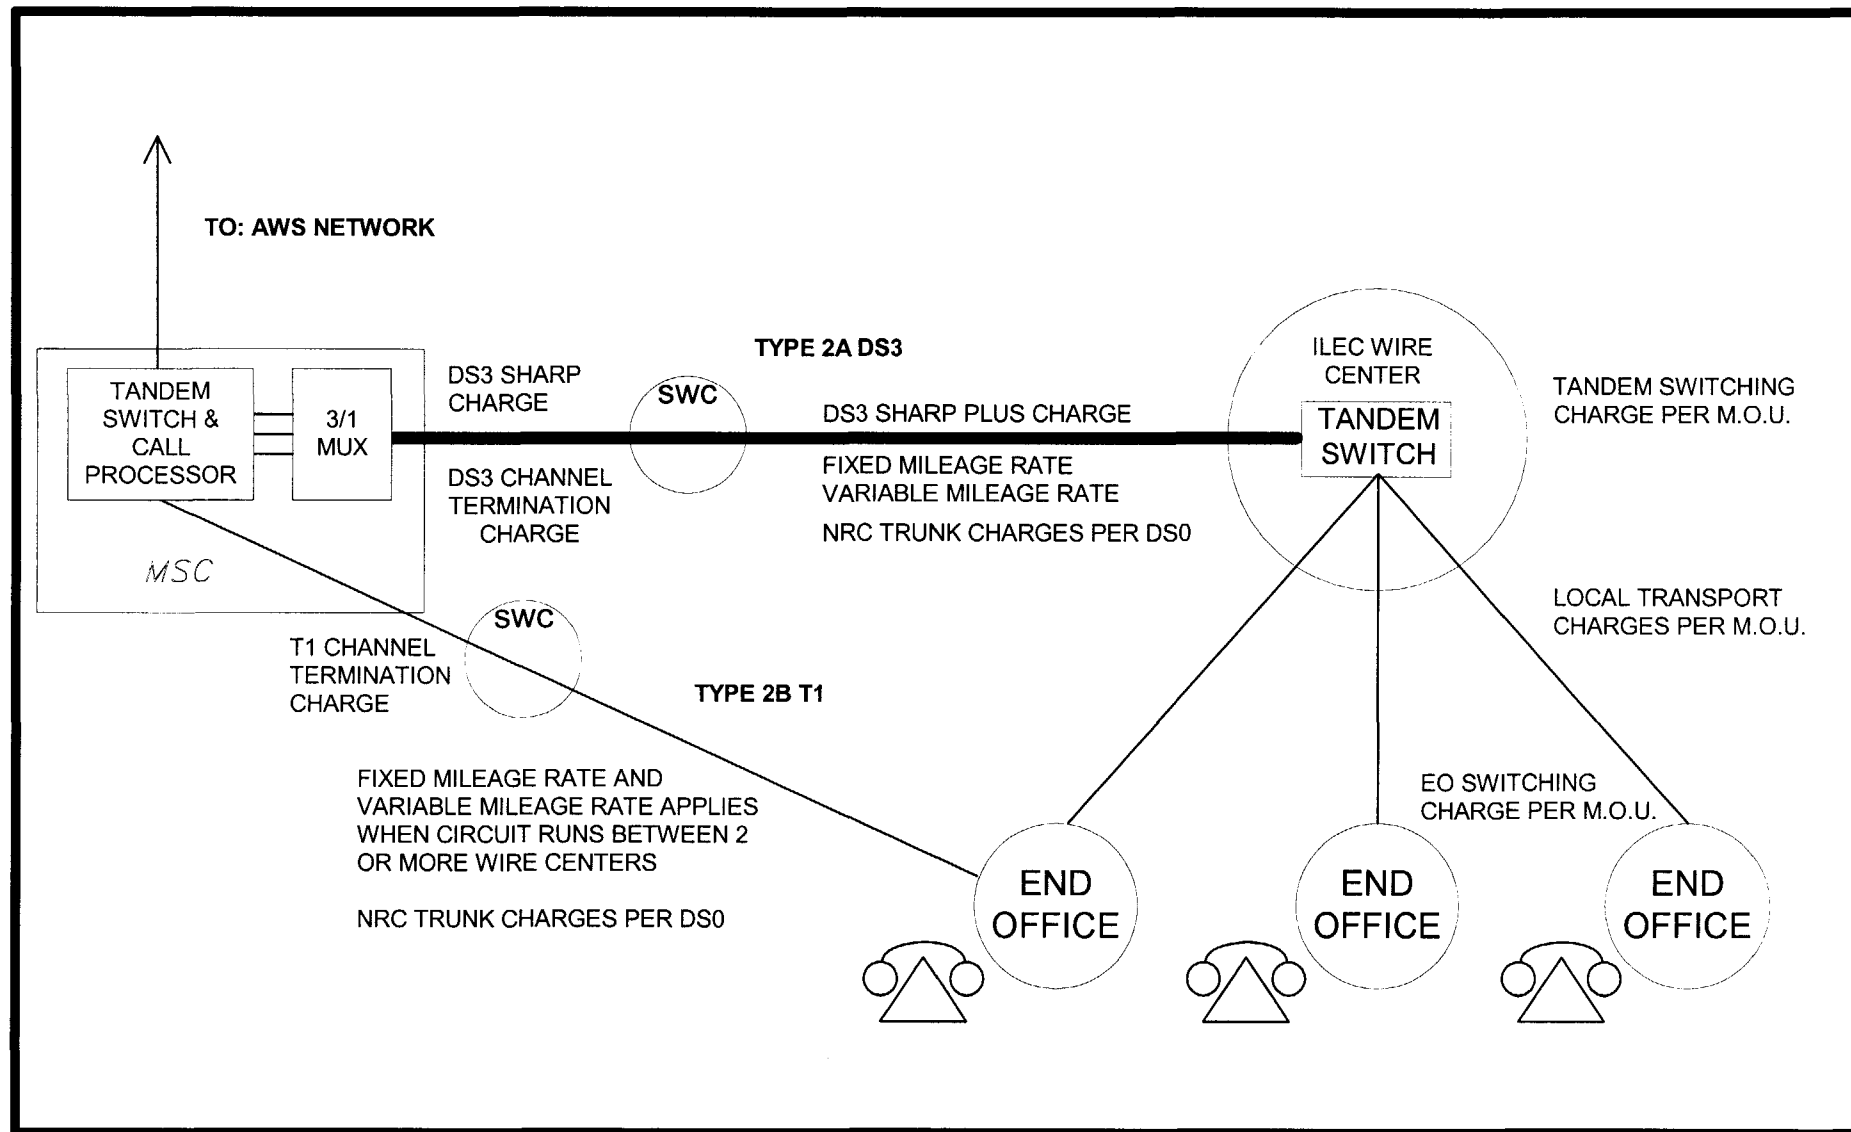 TO: AWS NETWORK
TYPE 2A DS3
ILEC WIRE
CENTER
TANDEM
SWITCH
TANDEM SWITCHING
CHARGE PER M.O.U.
TANDEM
SWITCH &
CALL
PROCESSOR
3/1
MUX
MSC
DS3 SHARP
CHARGE
SWC
DS3 SHARP PLUS CHARGE
DS3 CHANNEL
TERMINATION
CHARGE
FIXED MILEAGE RATE
VARIABLE MILEAGE RATE
NRC TRUNK CHARGES PER DS0
LOCAL TRANSPORT
CHARGES PER M.O.U.
SWC
T1 CHANNEL
TERMINATION
CHARGE
TYPE 2B T1
FIXED MILEAGE RATE AND
VARIABLE MILEAGE RATE APPLIES
WHEN CIRCUIT RUNS BETWEEN 2
OR MORE WIRE CENTERS
NRC TRUNK CHARGES PER DS0
EO SWITCHING
CHARGE PER M.O.U.
END
OFFICE
END
OFFICE
END
OFFICE